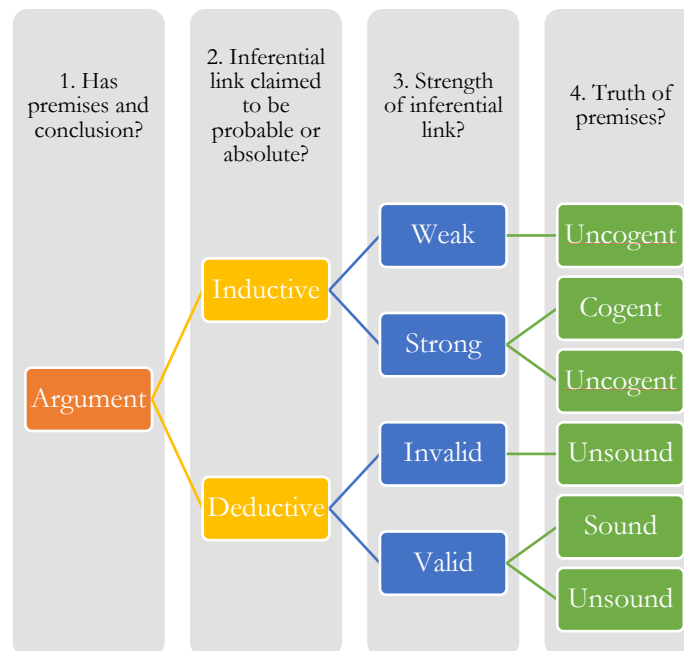 1. Has
premises and
conclusion?
2. Inferential
link claimed
to be
probable or
absolute?
3. Strength
of inferential
link?
4. Truth of
premises?
Argument
Inductive
Deductive
Weak
Strong
Invalid
Valid
Uncogent
Cogent
Uncogent
Unsound
Sound
Unsound